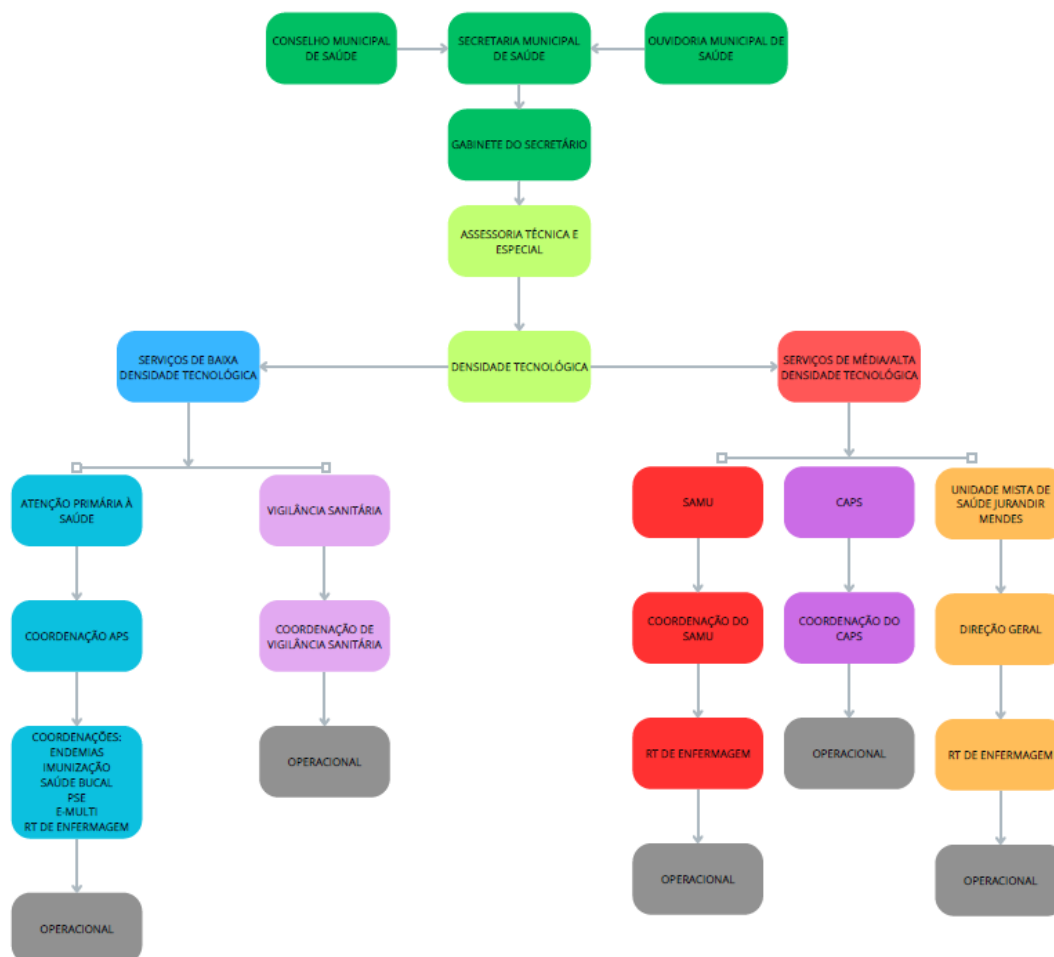 CONSELHO MUNICIPAL
DE SAÚDE
SECRETARIA MUNICIPAL
DE SAÚDE
OUVIDORIA MUNICIPAL DE
SAÚDE
GABINETE DO SECRETÁRIO
ASSESSORIA TÉCNICA E
ESPECIAL
SERVIÇOS DE BAIXA
DENSIDADE TECNOLÓGICA
DENSIDADE TECNOLÓGICA
SERVIÇOS DE MÉDIA/ALTA
DENSIDADE TECNOLÓGICA
ATENÇÃO PRIMÁRIA À
SAÚDE
VIGILÂNCIA SANITÁRIA
SAMU
CAPS
UNIDADE MISTA DE
SAÚDE JURANDIR
MENDES
COORDENAÇÃO APS
COORDENAÇÃO DE
VIGILÂNCIA SANITÁRIA
COORDENAÇÃO DO
SAMU
COORDENAÇÃO DO
CAPS
DIREÇÃO GERAL
COORDENAÇÕES:
ENDEMIAS
IMUNIZAÇÃO
SAÚDE BUCAL
PSE
E-MULTI
RT DE ENFERMAGEM
OPERACIONAL
RT DE ENFERMAGEM
OPERACIONAL
RT DE ENFERMAGEM
OPERACIONAL
OPERACIONAL
OPERACIONAL